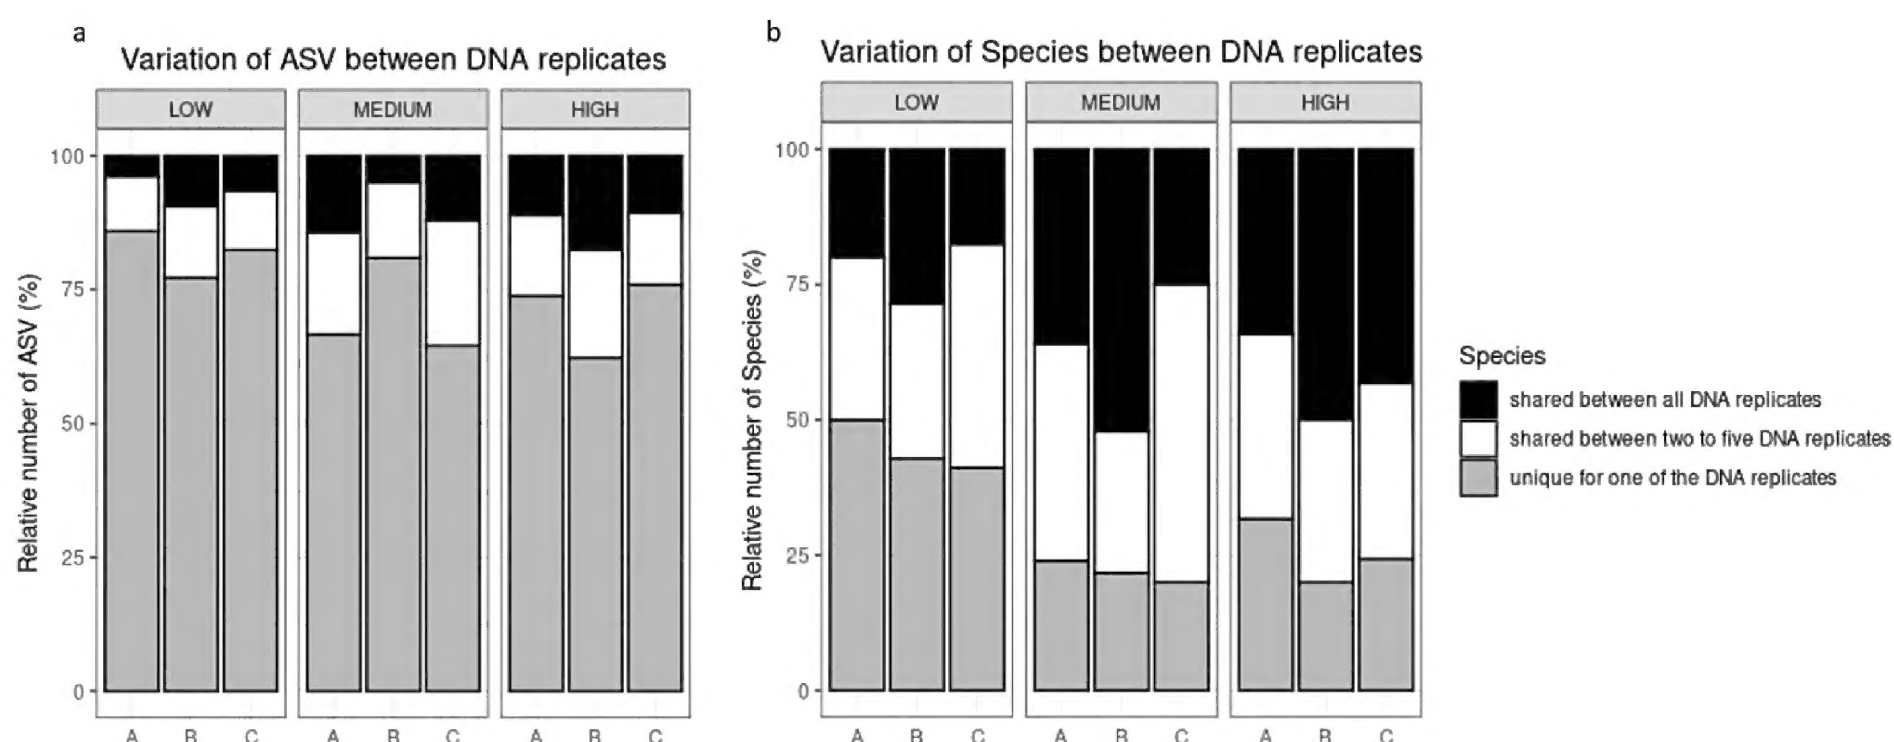 a
Variation of ASV between DNA replicates
LOW MEDIUM HIGH
Relative number of ASV (%)
100
75
50
25
0
A B C A B C A B C
b
Variation of Species between DNA replicates
LOW MEDIUM HIGH
Relative number of Species (%)
100
75
50
25
0
A B C A B C A B C
Species
shared between all DNA replicates
shared between two to five DNA replicates
unique for one of the DNA replicates